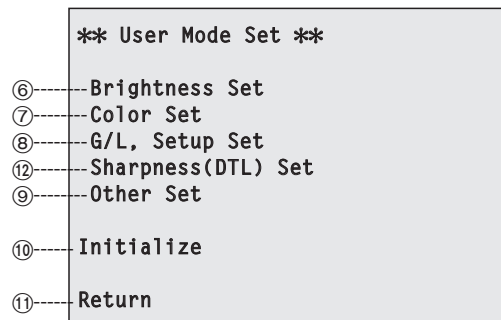 ** User Mode Set **
⑥------Brightness Set
⑦------Color Set
⑧------G/L, Setup Set
⑫------Sharpness(DTL) Set
⑨------Other Set
⑩-----Initialize
⑪-----Return